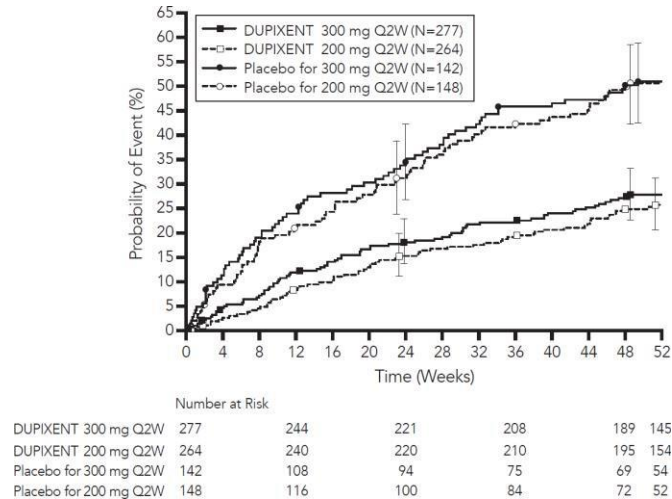 DUPIXENT 300 mg Q2W (N=277)
DUPIXENT 200 mg Q2W (N=264)
Placebo for 300 mg Q2W (N=142)
Placebo for 200 mg Q2W (N=148)
Probability of Event (%)
65
60
55
50
45
40
35
30
25
20
15
10
5
0
0 4 8 12 16 20 24 28 32 36 40 44 48 52
Time (Weeks)
Number at Risk
DUPIXENT 300 mg Q2W 277 244 221 208 189 145
DUPIXENT 200 mg Q2W 264 240 220 210 195 154
Placebo for 300 mg Q2W 142 108 94 75 69 54
Placebo for 200 mg Q2W 148 116 100 84 72 52